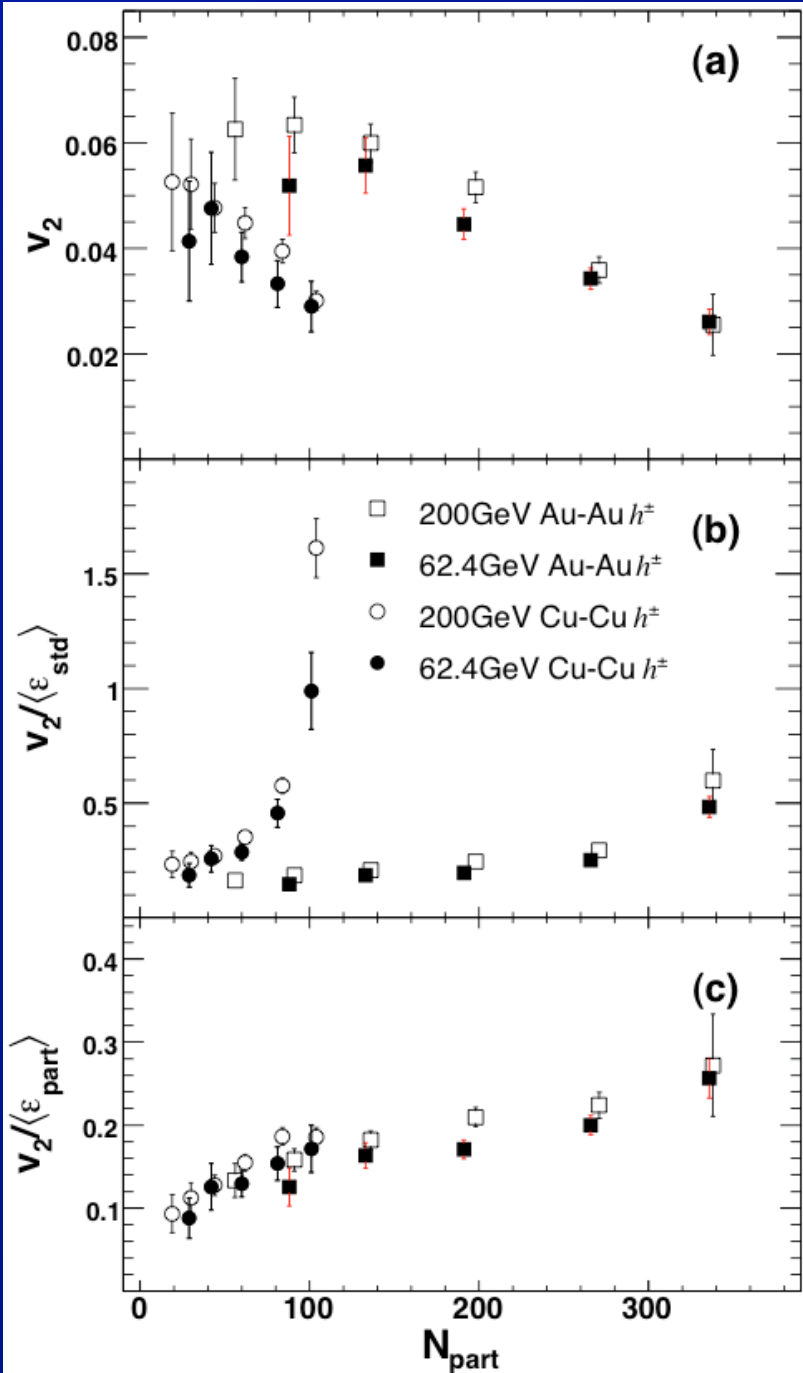 (a)
0.08
0.06
0.04
0.02
v2
(b)
200GeV Au-Au h±
62.4GeV Au-Au h±
200GeV Cu-Cu h±
62.4GeV Cu-Cu h±
1.5
1
0.5
v2/⟨εstd⟩
(c)
0.4
0.3
0.2
0.1
v2/⟨εpart⟩
0 100 200 300
Npart